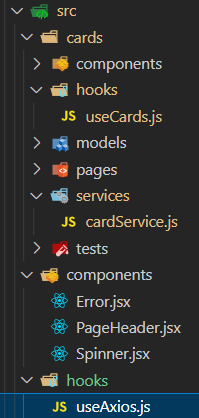 src
cards
components
hooks
JS useCards.js
models
pages
services
JS cardService.js
tests
components
Error.jsx
PageHeader.jsx
Spinner.jsx
hooks
JS useAxios.js